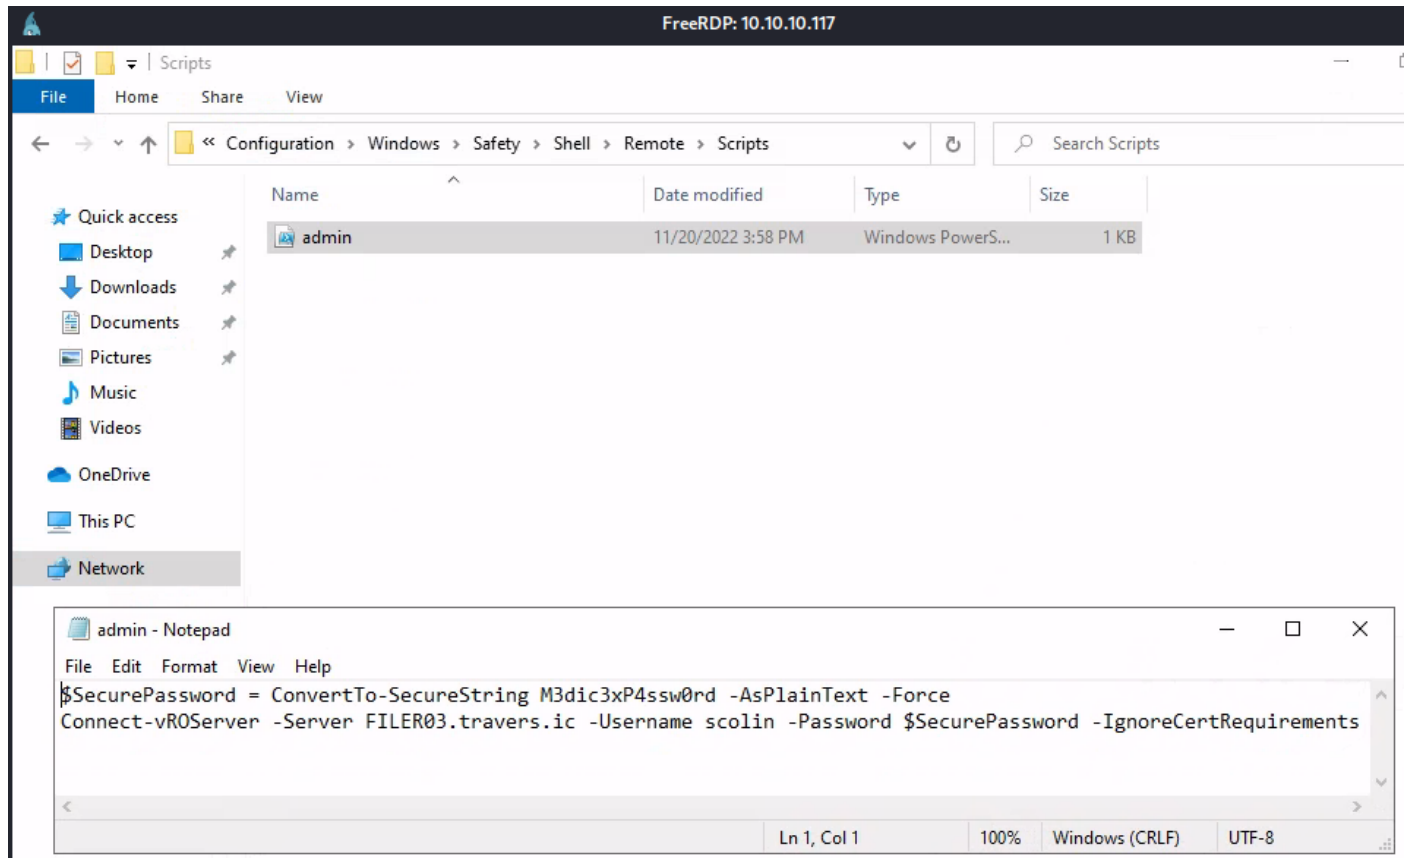 FreeRDP: 10.10.10.117
Scripts
File Home Share View
« Configuration > Windows > Safety > Shell > Remote > Scripts
Search Scripts
Name Date modified Type Size
Quick access
admin 11/20/2022 3:58 PM Windows PowerS... 1 KB
Desktop
Downloads
Documents
Pictures
Music
Videos
OneDrive
This PC
Network
admin - Notepad
File Edit Format View Help
$SecurePassword = ConvertTo-SecureString M3dic3xP4ssw0rd -AsPlainText -Force
Connect-vROServer -Server FILER03.travers.ic -Username scolin -Password $SecurePassword -IgnoreCertRequirements
Ln 1, Col 1 100% Windows (CRLF) UTF-8